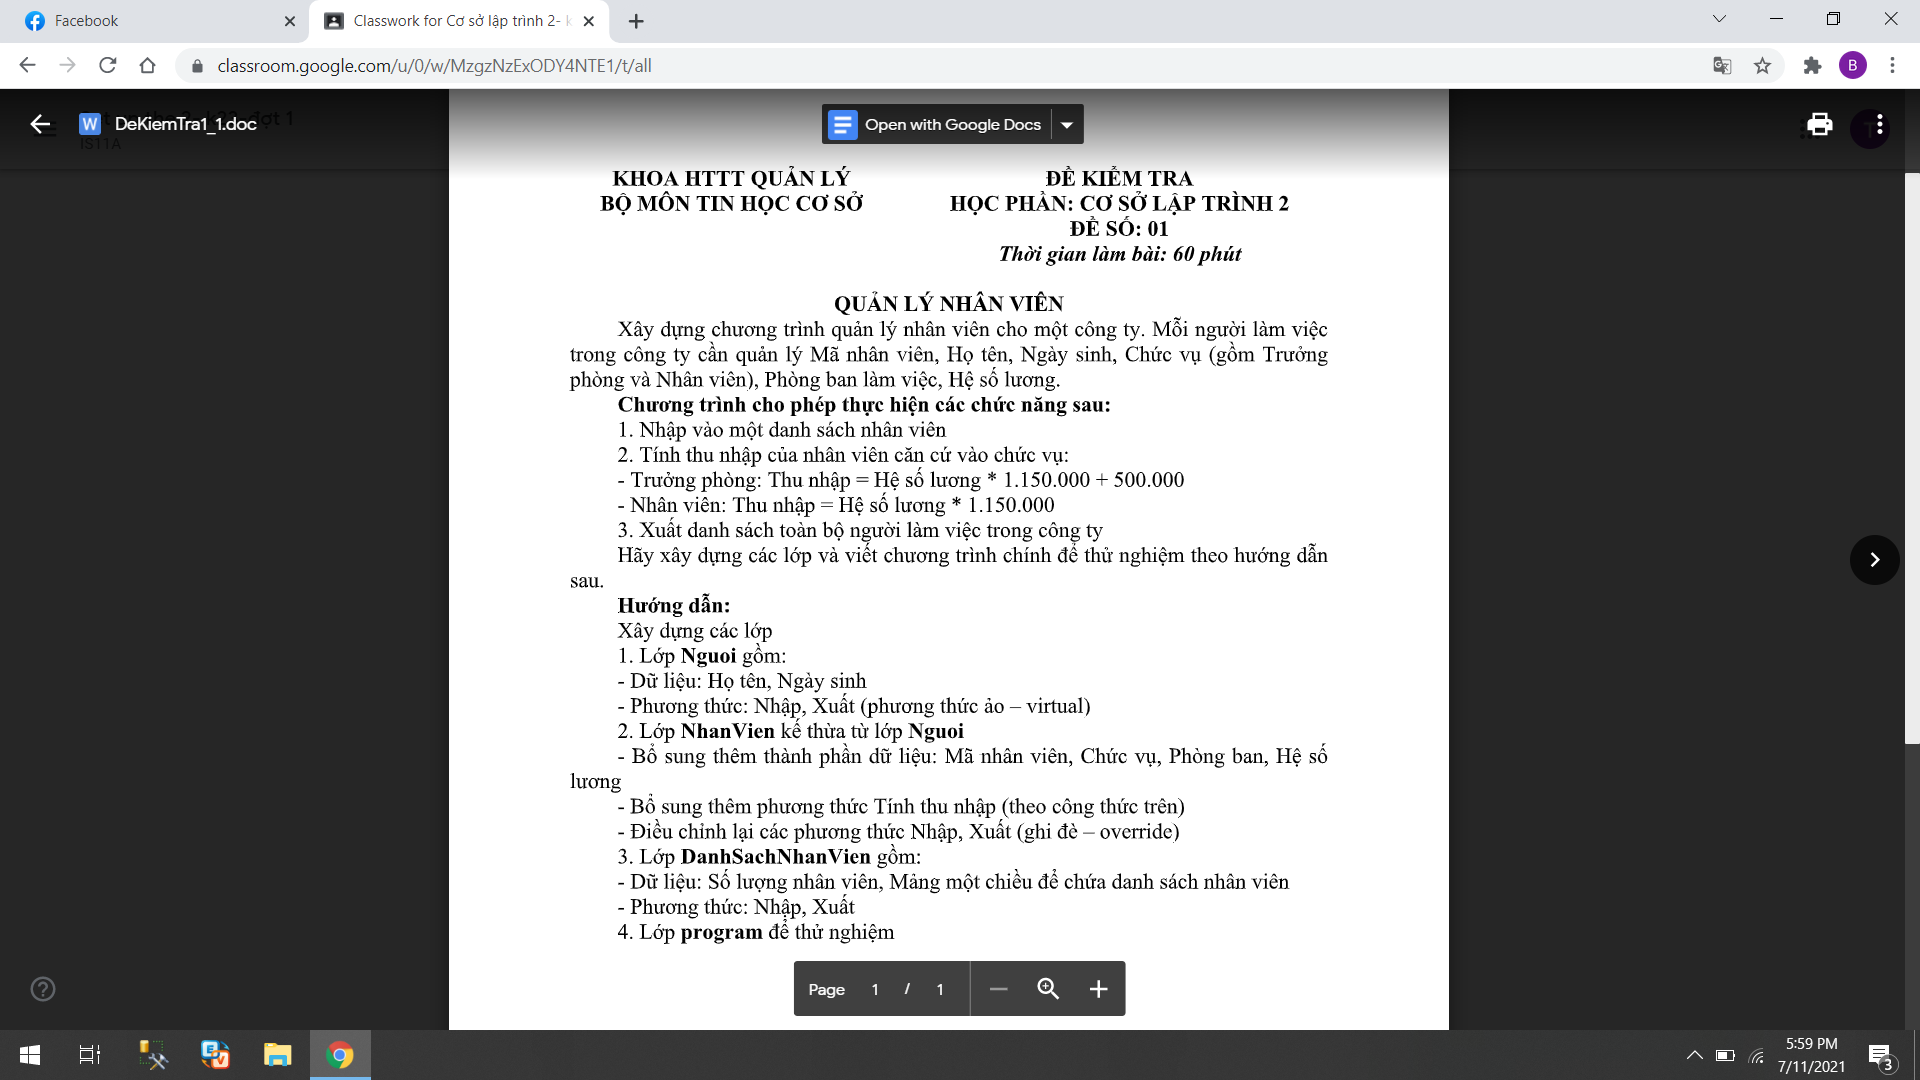 Facebook
Classwork for Cơ sở lập trình 2- k
classroom.google.com/u/0/w/MzgzNzExODY4NTE1/t/all
B
W DeKiemTra1_1.doc
đợt 1
IS11A
Open with Google Docs
T
KHOA HTTT QUẢN LÝ
BỘ MÔN TIN HỌC CƠ SỞ
ĐỀ KIỂM TRA
HỌC PHẦN: CƠ SỞ LẬP TRÌNH 2
ĐỀ SỐ: 01
Thời gian làm bài: 60 phút
QUẢN LÝ NHÂN VIÊN
Xây dựng chương trình quản lý nhân viên cho một công ty. Mỗi người làm việc
trong công ty cần quản lý Mã nhân viên, Họ tên, Ngày sinh, Chức vụ (gồm Trưởng
phòng và Nhân viên), Phòng ban làm việc, Hệ số lương.
Chương trình cho phép thực hiện các chức năng sau:
1. Nhập vào một danh sách nhân viên
2. Tính thu nhập của nhân viên căn cứ vào chức vụ:
- Trưởng phòng: Thu nhập = Hệ số lương * 1.150.000 + 500.000
- Nhân viên: Thu nhập = Hệ số lương * 1.150.000
3. Xuất danh sách toàn bộ người làm việc trong công ty
Hãy xây dựng các lớp và viết chương trình chính để thử nghiệm theo hướng dẫn
sau.
Hướng dẫn:
Xây dựng các lớp
1. Lớp Nguoi gồm:
- Dữ liệu: Họ tên, Ngày sinh
- Phương thức: Nhập, Xuất (phương thức ảo – virtual)
2. Lớp NhanVien kế thừa từ lớp Nguoi
- Bổ sung thêm thành phần dữ liệu: Mã nhân viên, Chức vụ, Phòng ban, Hệ số
lương
- Bổ sung thêm phương thức Tính thu nhập (theo công thức trên)
- Điều chỉnh lại các phương thức Nhập, Xuất (ghi đè – override)
3. Lớp DanhSachNhanVien gồm:
- Dữ liệu: Số lượng nhân viên, Mảng một chiều để chứa danh sách nhân viên
- Phương thức: Nhập, Xuất
4. Lớp program để thử nghiệm
Page 1 / 1
5:59 PM
7/11/2021
3